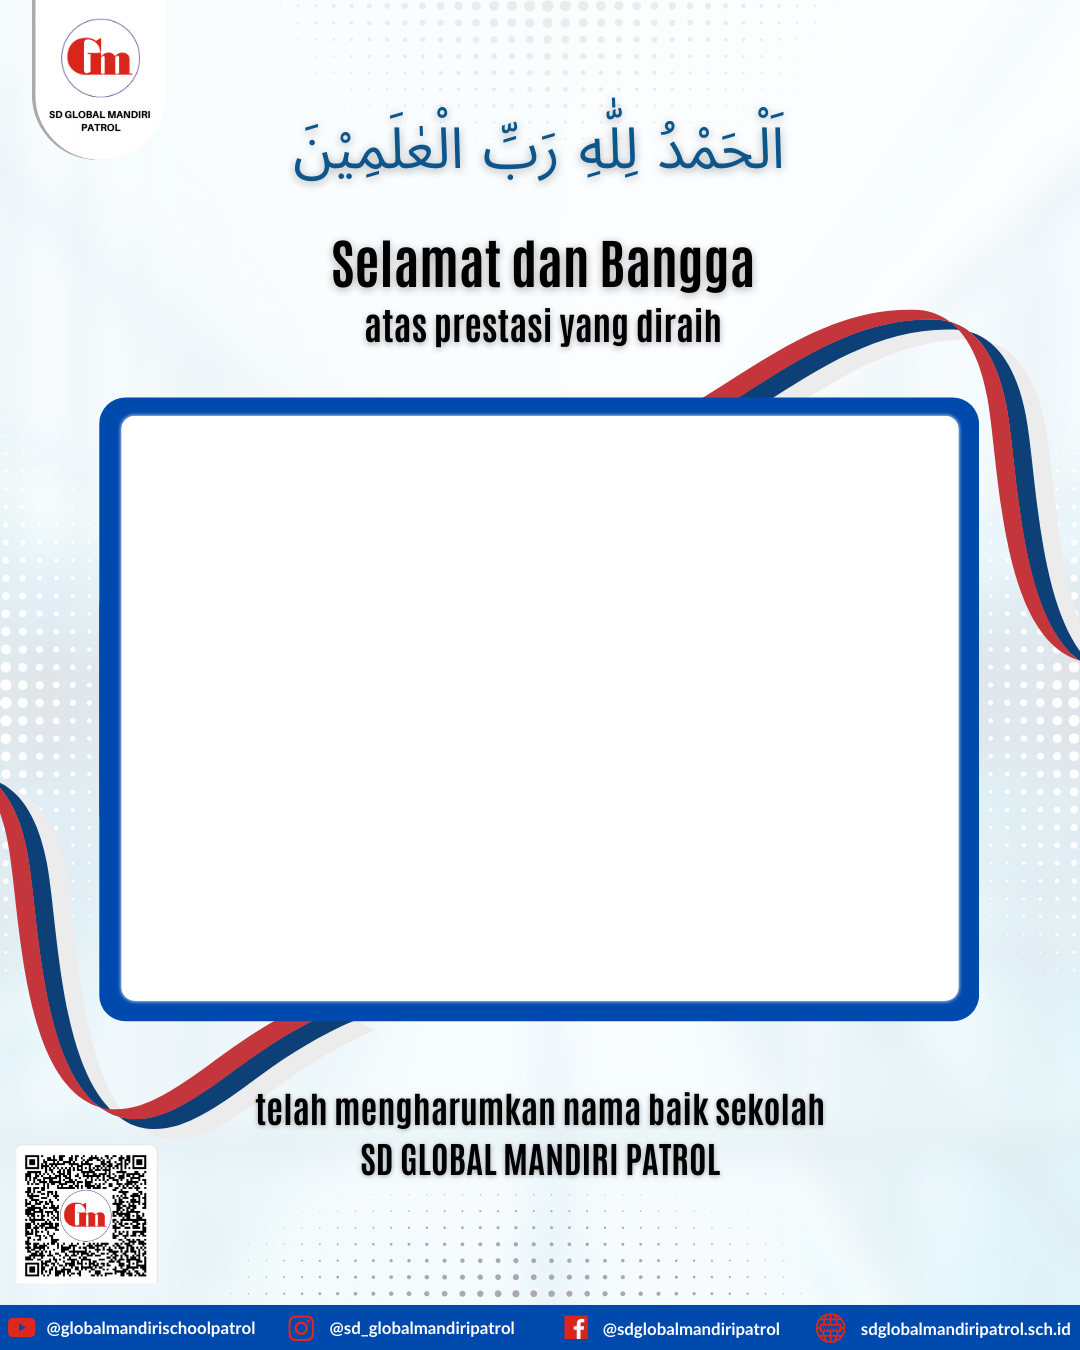 Gm
SD GLOBAL MANDIRI
PATROL
اَلْحَمْدُ لِلّٰهِ رَبِّ الْعٰلَمِيْنَ
Selamat dan Bangga
atas prestasi yang diraih
telah mengharumkan nama baik sekolah
SD GLOBAL MANDIRI PATROL
Gm
@globalmandirischoolpatrol @sd_globalmandiripatrol @sdglobalmandiripatrol sdglobalmandiripatrol.sch.id